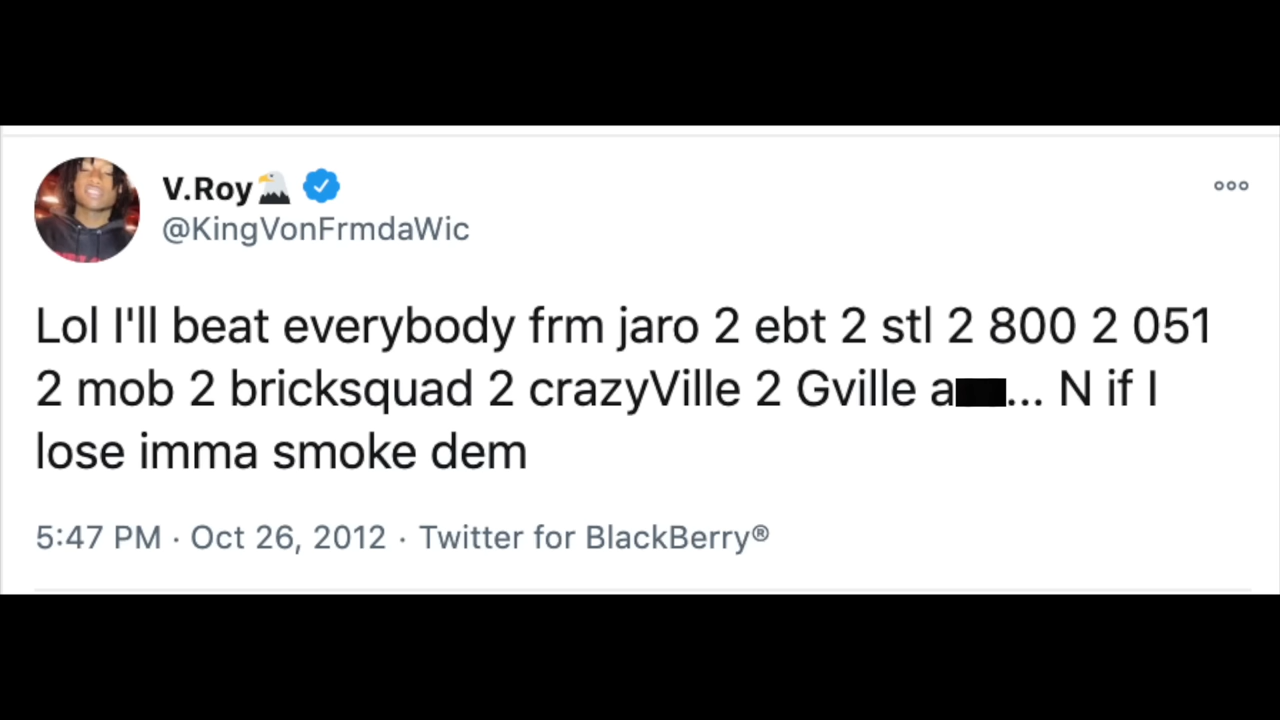 V.Roy🦅
@KingVonFrmdaWic
Lol I'll beat everybody frm jaro 2 ebt 2 stl 2 800 2 051
2 mob 2 bricksquad 2 crazyVille 2 Gville a... N if I
lose imma smoke dem
5:47 PM · Oct 26, 2012 · Twitter for BlackBerry®